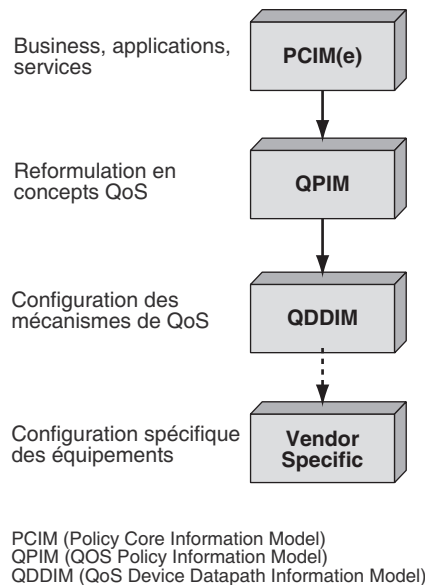 Business, applications,
services
PCIM(e)
Reformulation en
concepts QoS
QPIM
Configuration des
mécanismes de QoS
QDDIM
Configuration spécifique
des équipements
Vendor
Specific
PCIM (Policy Core Information Model)
QPIM (QOS Policy Information Model)
QDDIM (QoS Device Datapath Information Model)